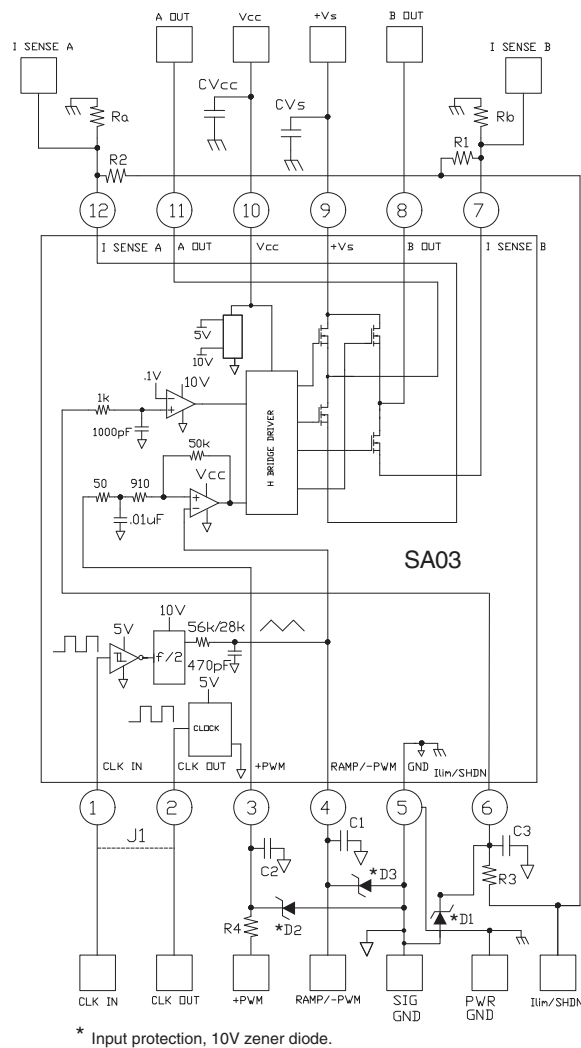 A OUT Vcc +Vs B OUT
I SENSE A I SENSE B
CVcc
CVs
Ra Rb
R1
R2
12 11 10 9 8 7
I SENSE A A OUT Vcc +Vs B OUT I SENSE B
5V
10V
.1V 10V
1k
1000pF
H BRIDGE DRIVER
50k
50 910 Vcc
.01uF
SA03
10V
5V 56k/28k
f/2
470pF
5V
CLOCK
CLK IN CLK OUT +PWM RAMP/-PWM GND Ilim/SHDN
1 2 3 4 5 6
J1 C2 C1 C3
*D3
R3
R4 *D2 *D1
CLK IN CLK OUT +PWM RAMP/-PWM SIG GND PWR GND Ilim/SHDN
* Input protection, 10V zener diode.